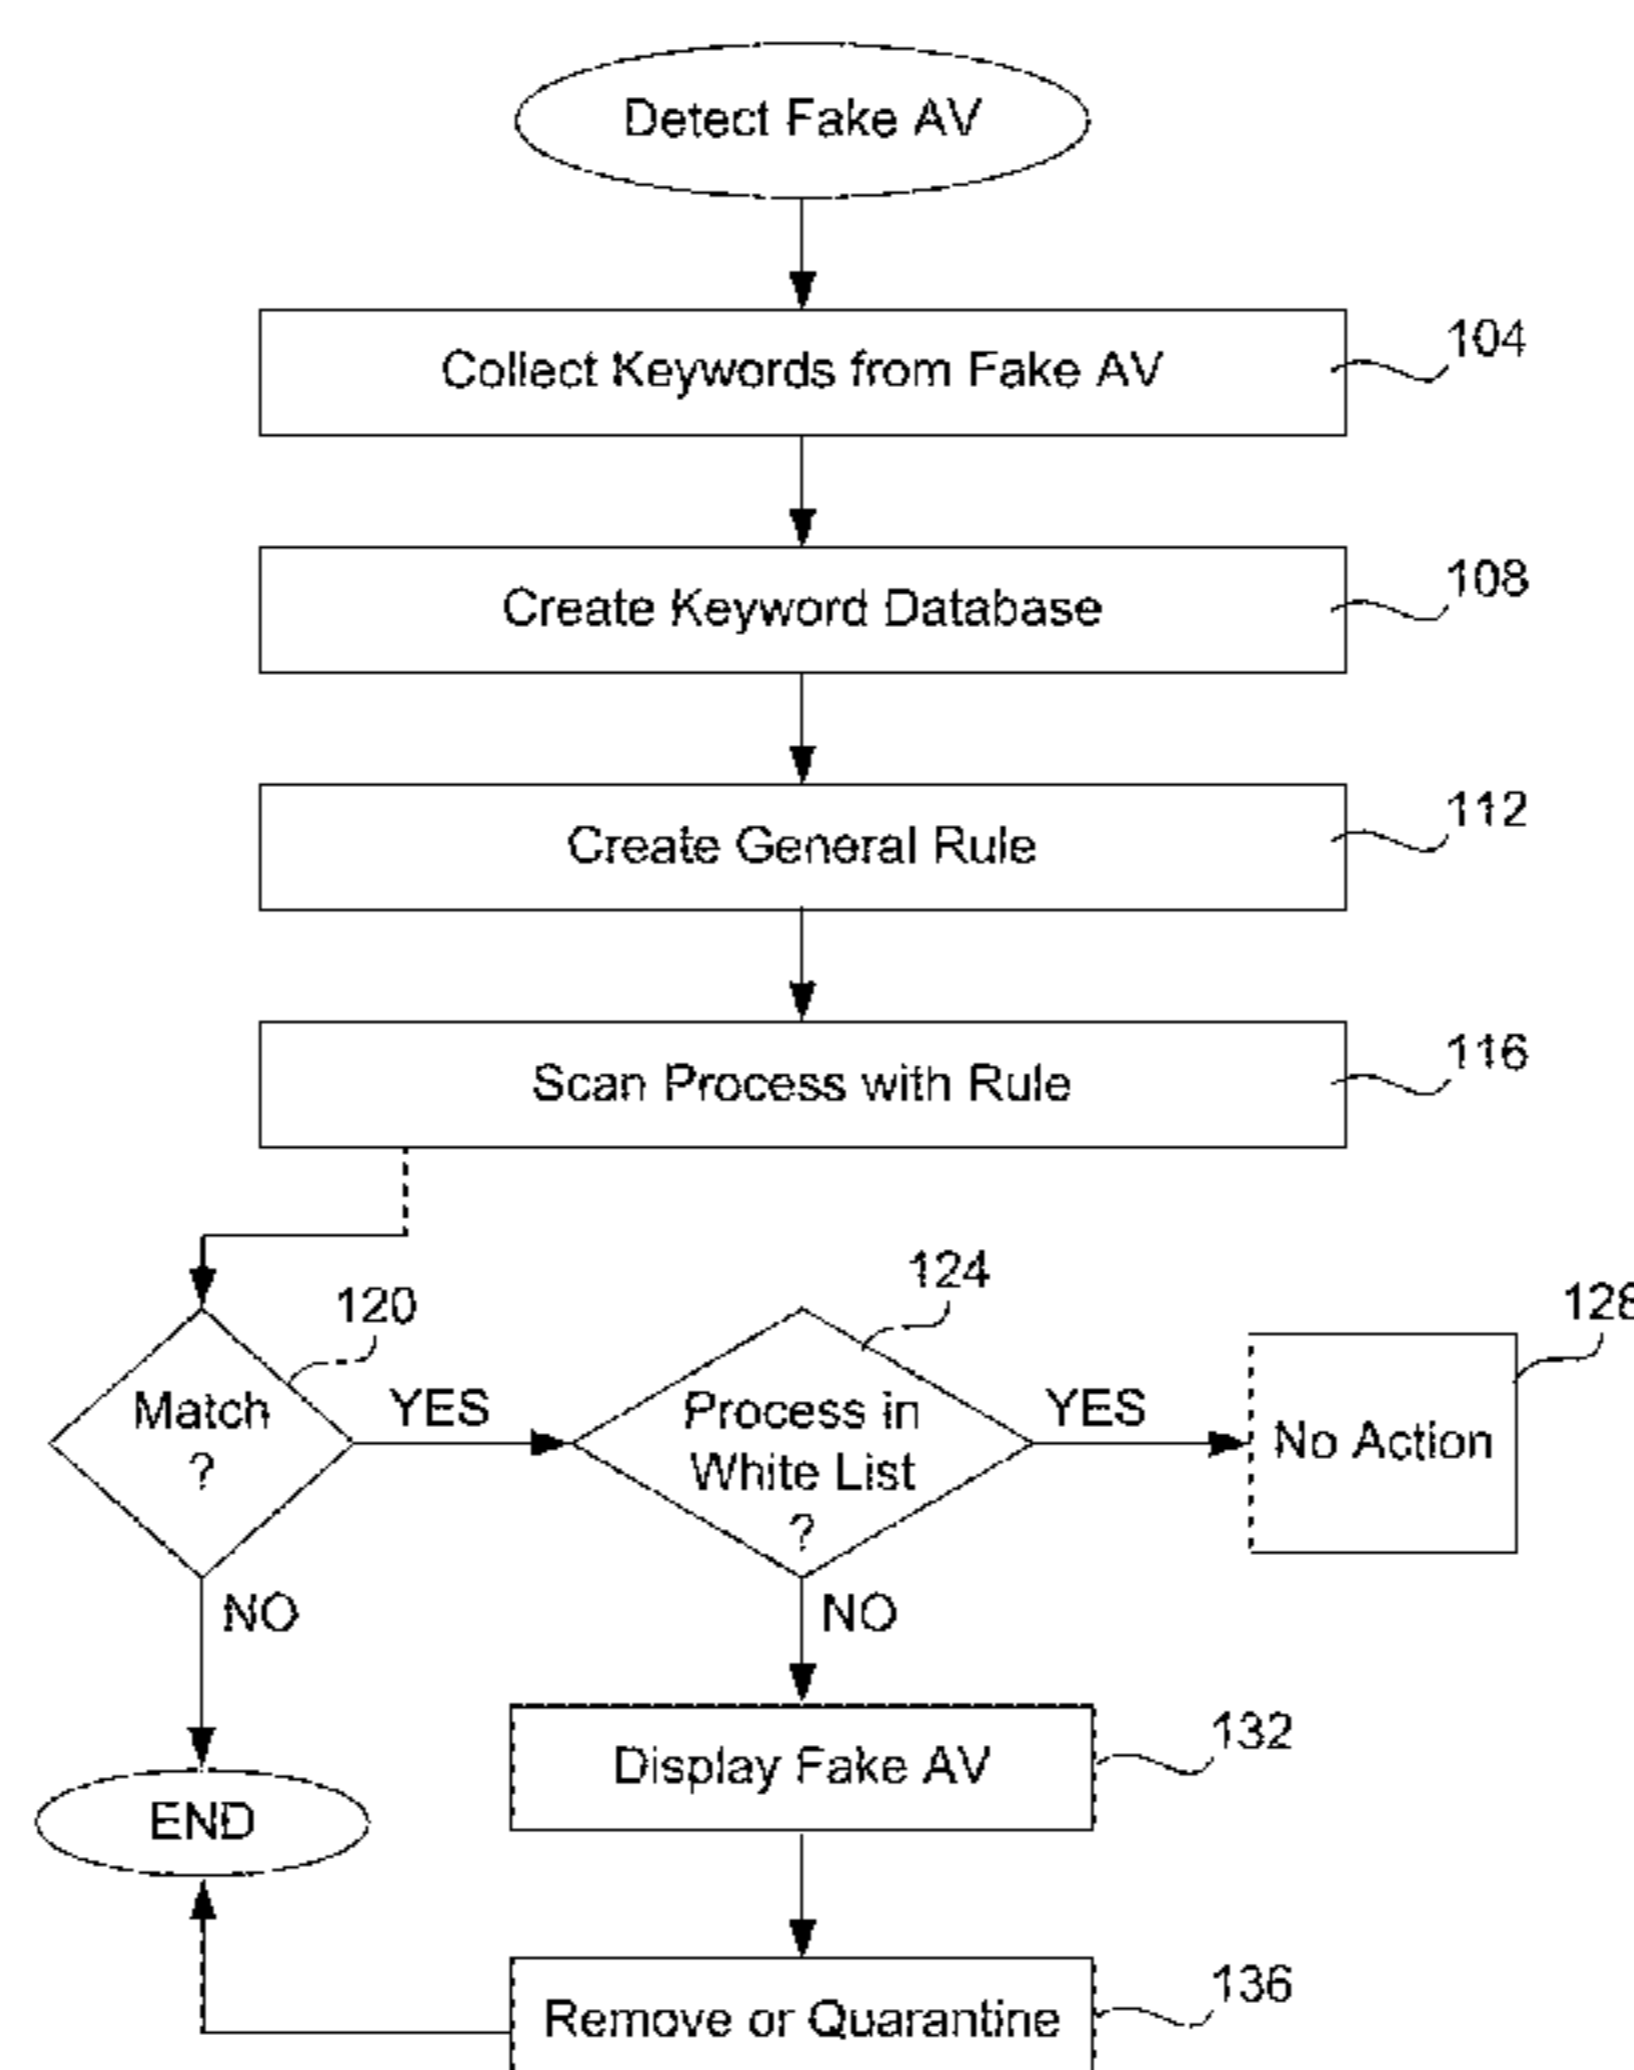 Detect Fake AV
Collect Keywords from Fake AV
104
Create Keyword Database
108
Create General Rule
112
Scan Process with Rule
116
120
124
128
Match
?
YES
Process in
White List
?
YES
No Action
NO
NO
Display Fake AV
132
END
Remove or Quarantine
136